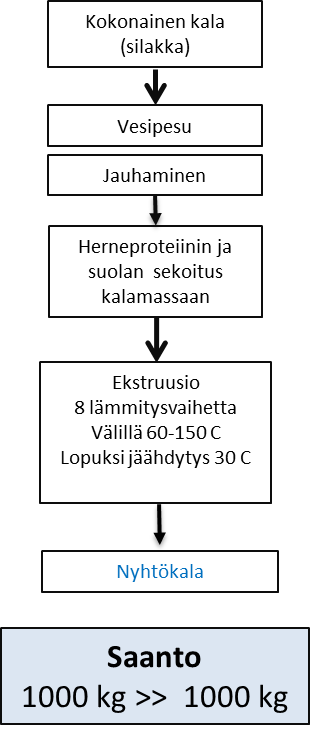 Kokonainen kala
(silakka)
Vesipesu
Jauhaminen
Herneproteiinin ja
suolan sekoitus
kalamassaan
Ekstruusio
8 lämmitysvaihetta
Välillä 60-150 C
Lopuksi jäähdytys 30 C
Nyhtökala
Saanto
1000 kg >> 1000 kg